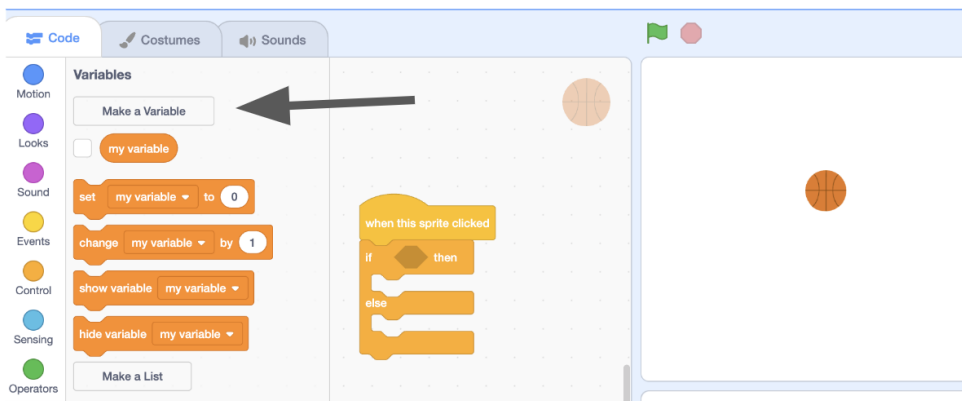 Code
Costumes
Sounds
Motion
Looks
Sound
Events
Control
Sensing
Operators
Variables
Make a Variable
my variable
set my variable to 0
change my variable by 1
show variable my variable
hide variable my variable
Make a List
when this sprite clicked
if then
else